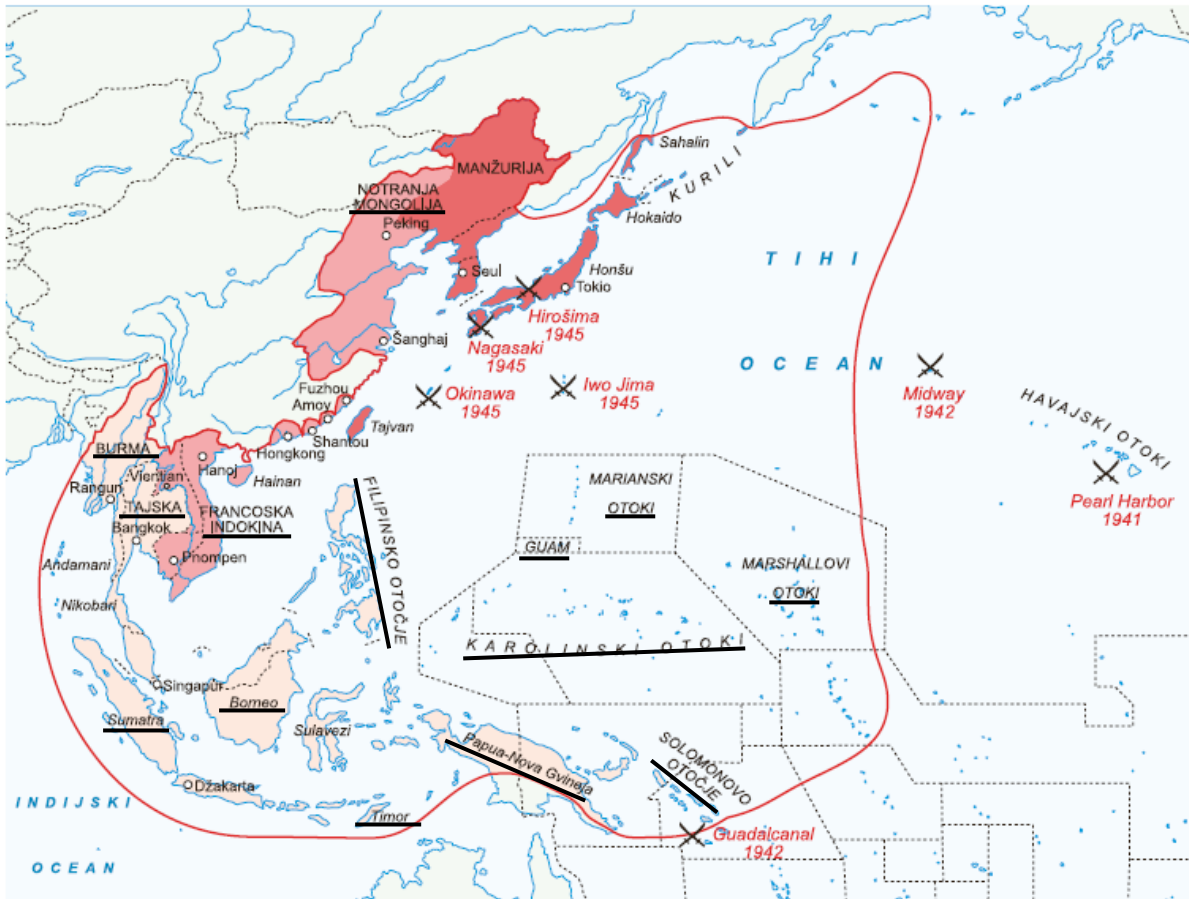 Sahalin
MANŽURIJA
KURILI
NOTRANJA
MONGOLIJA
Peking
Hokaido
TIHI
Seul
Honšu
Tokio
Hirošima
1945
Nagasaki
1945
Šanghaj
OCEAN
Midway
1942
Okinawa
1945
Iwo Jima
1945
HAVAJSKI OTOKI
Fuzhou
Amoy
Tajvan
Shantou
Hongkong
BURMA
Hanoj
Vientian
Hainan
Rangun
TAJSKA
FRANCOSKA
INDOKINA
Bangkok
FILIPINSKO OTOČJE
MARIANSKI
OTOKI
Pearl Harbor
1941
GUAM
Pnompen
Andamani
MARSHALLOVI
OTOKI
Nikobari
KAROLINSKI OTOKI
Singapur
Borneo
Sumatra
Sulavezi
Papua-Nova Gvineja
SOLOMONOVO
OTOČJE
Džakarta
INDIJSKI
Timor
Guadalcanal
1942
OCEAN